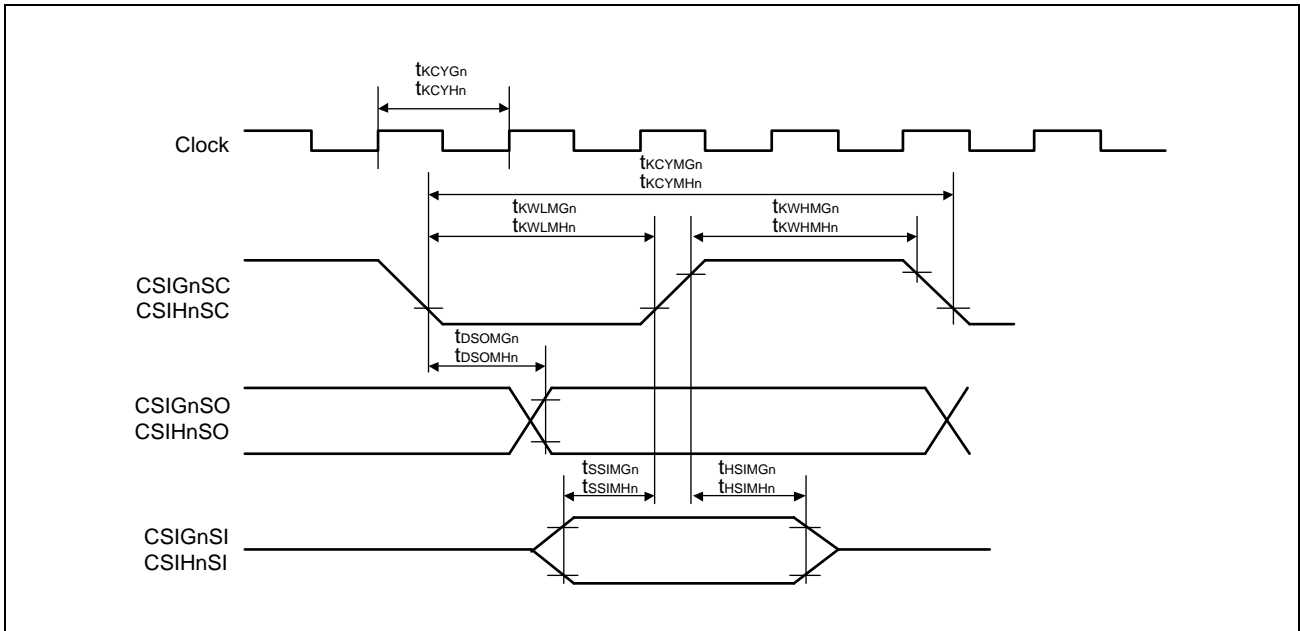 tKCYGn
tKCYHn
Clock
tKCYMGn
tKCYMHn
tKWLMGn
tKWLMHn
tKWHMGn
tKWHMHn
CSIGnSC
CSIHnSC
tDSOMGn
tDSOMHn
CSIGnSO
CSIHnSO
tSSIMGn
tSSIMHn
tHSIMGn
tHSIMHn
CSIGnSI
CSIHnSI